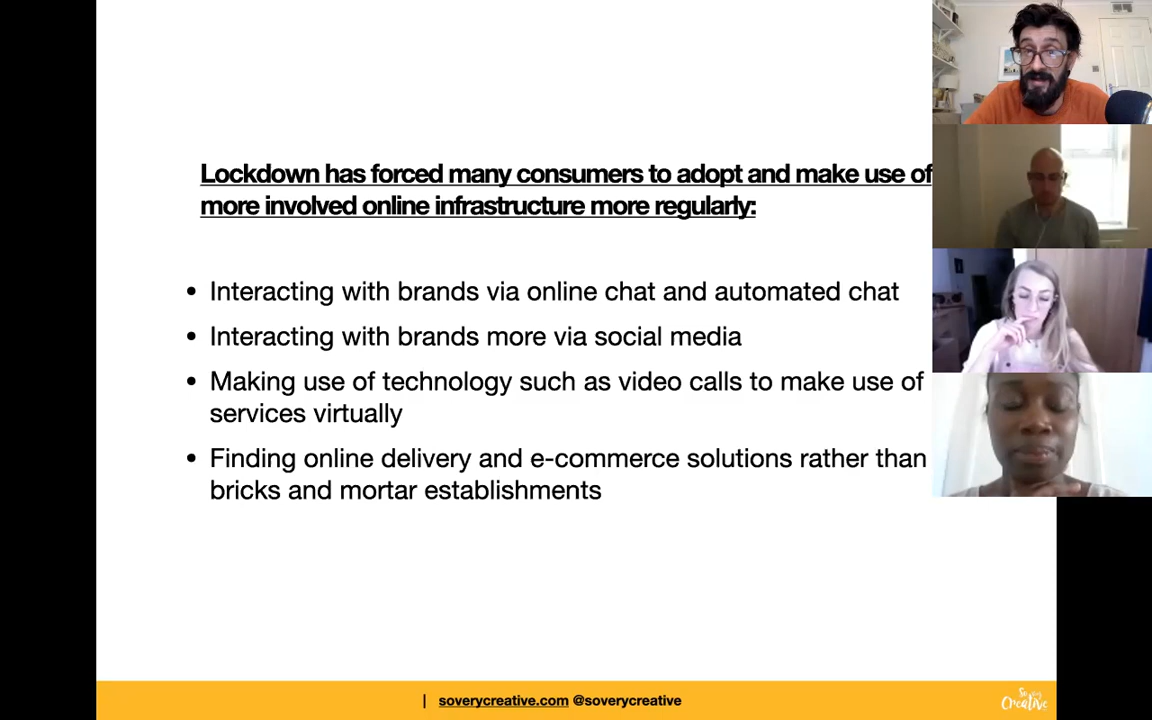 Lockdown has forced many consumers to adopt and make use of
more involved online infrastructure more regularly:
• Interacting with brands via online chat and automated chat
• Interacting with brands more via social media
• Making use of technology such as video calls to make use of
services virtually
• Finding online delivery and e-commerce solutions rather than
bricks and mortar establishments
| soverycreative.com @soverycreative
So Very
Creative